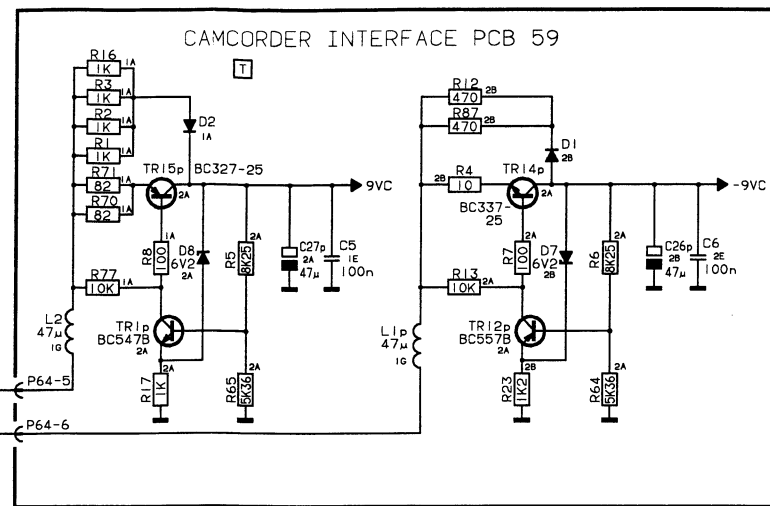 CAMCORDER INTERFACE PCB 59
T
R16
1K
1A
R3
1K
1A
R2
1K
1A
R1
1K
1A
R71
82
1A
R70
82
1A
D2
1A
TR15p
BC327-25
2A
9VC
R8
100
1A
D8
6V2
2A
R5
8K25
2A
C27p
2A
47µ
C5
1E
100n
R77
10K
1A
TR1p
BC547B
2A
L2
47µ
1G
R17
1K
2A
R65
5K36
2A
P64-5
P64-6
R12
470
2B
R87
470
2B
D1
2B
R4
10
2B
TR14p
BC337-
25
2A
-9VC
R7
100
2A
D7
6V2
2B
R6
8K25
2A
C26p
2B
47µ
C6
2E
100n
R13
10K
2A
TR12p
BC557B
2A
L1p
47µ
1G
R23
1K2
2B
R64
5K36
2A